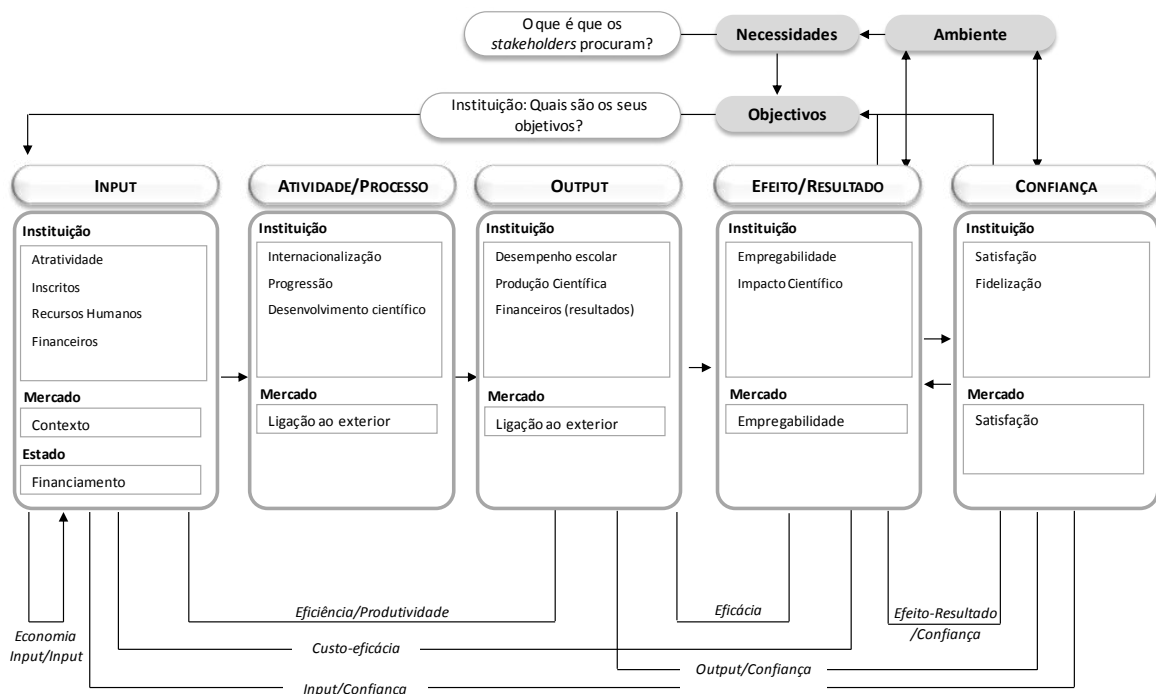 O que é que os
stakeholders procuram?
Necessidades
Ambiente
Instituição: Quais são os seus
objetivos?
Objectivos
INPUT
ATIVIDADE/PROCESSO
OUTPUT
EFEITO/RESULTADO
CONFIANÇA
Instituição
Atratividade
Inscritos
Recursos Humanos
Financeiros
Mercado
Contexto
Estado
Financiamento
Instituição
Internacionalização
Progressão
Desenvolvimento científico
Mercado
Ligação ao exterior
Instituição
Desempenho escolar
Produção Científica
Financeiros (resultados)
Mercado
Ligação ao exterior
Instituição
Empregabilidade
Impacto Científico
Mercado
Empregabilidade
Instituição
Satisfação
Fidelização
Mercado
Satisfação
Economia
Input/Input
Eficiência/Produtividade
Eficácia
Efeito-Resultado
/Confiança
Custo-eficácia
Output/Confiança
Input/Confiança